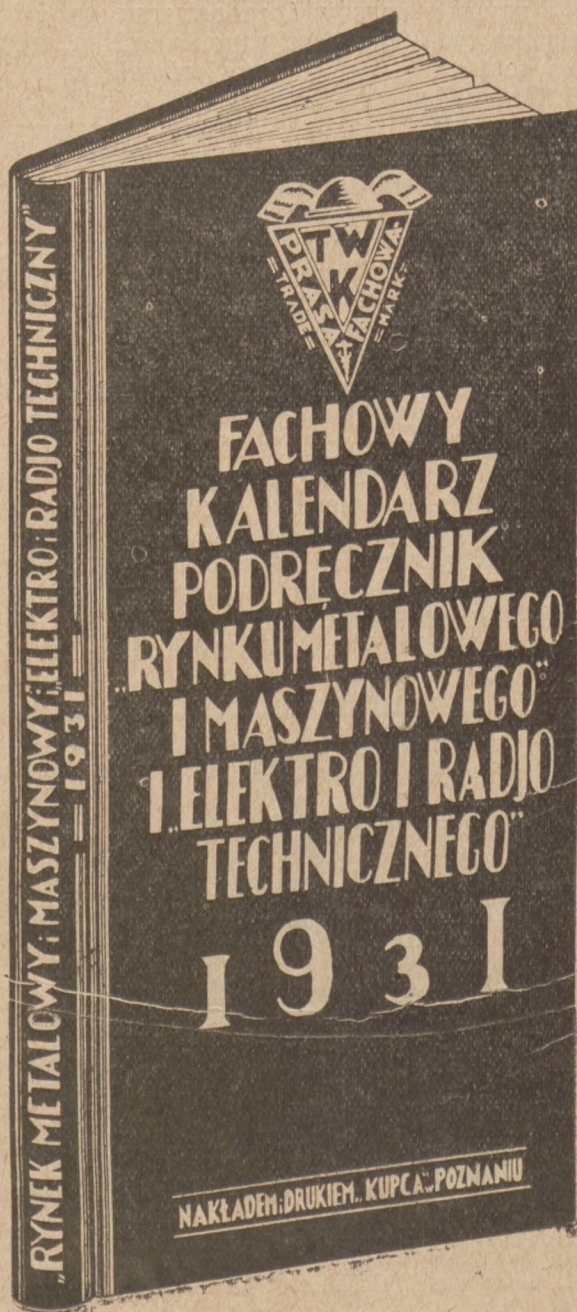 „RYNEK METALOWY i MASZYNOWY i „ELEKTRO i RADJO TECHNICZNY”
= 1931 =
TWK
PRASA FACHOWA
= TRADE = = MARK =
FACHOWY
KALENDARZ
PODRĘCZNIK
„RYNKU METALOWEGO
I MASZYNOWEGO”
I „ELEKTRO I RADJO
TECHNICZNEGO”
1931
NAKŁADEM i DRUKIEM „KUPCA” w POZNANIU